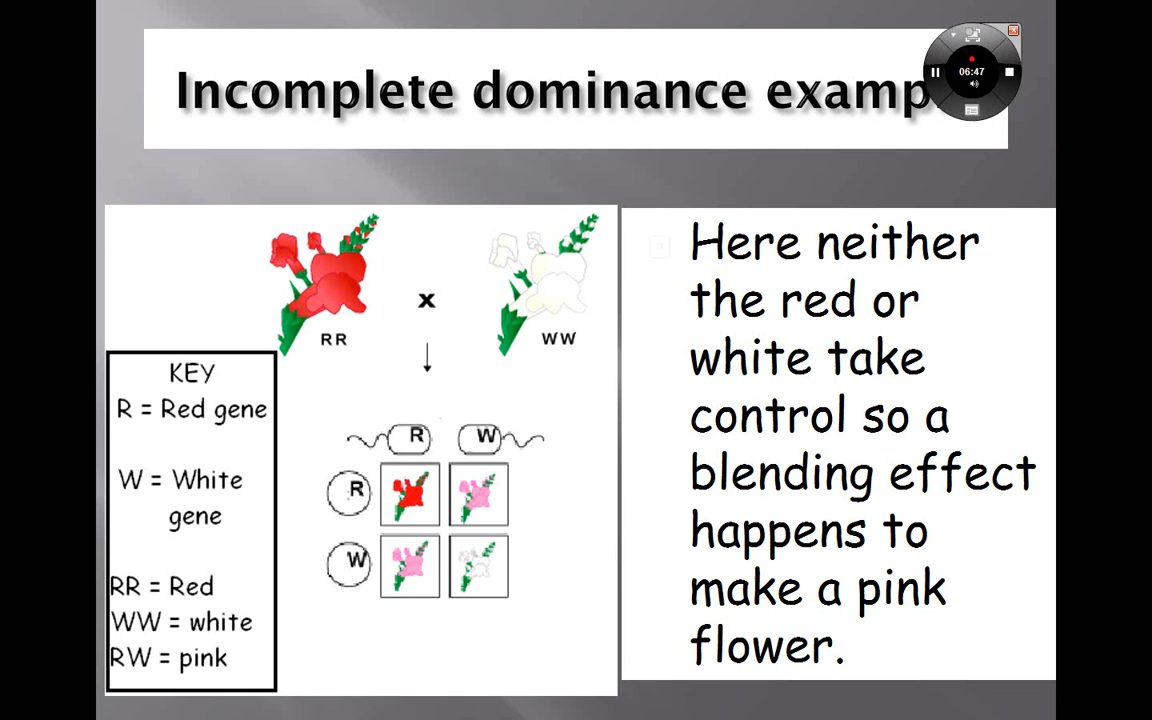 Incomplete dominance examp
06:47
RR
x
WW
KEY
R = Red gene
W = White
gene
RR = Red
WW = white
RW = pink
R
W
R
W
Here neither
the red or
white take
control so a
blending effect
happens to
make a pink
flower.